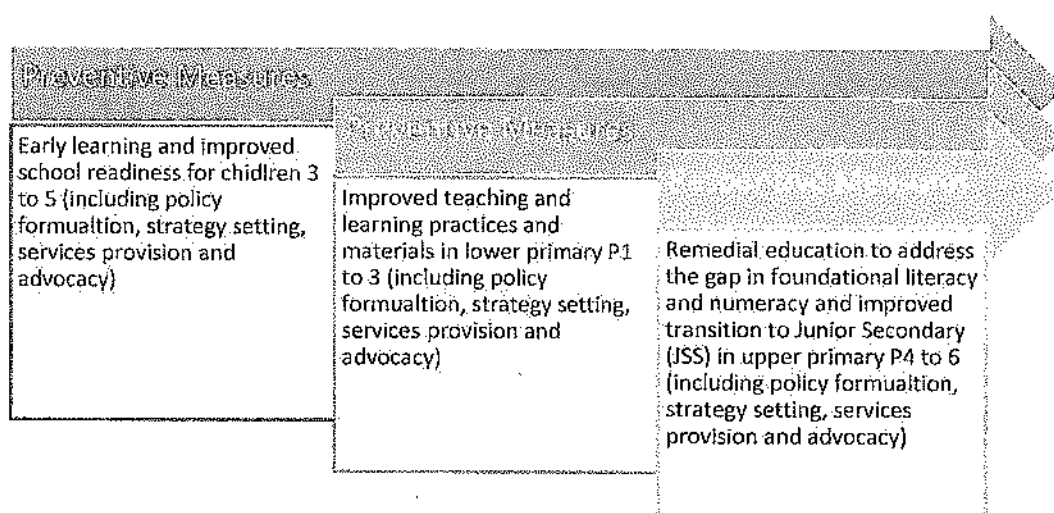 Preventive Measures
Early learning and improved
school readiness for chidlren 3
to 5 (including policy
formualtion, strategy setting,
services provision and
advocacy)
Preventive Measures
Improved teaching and
learning practices and
materials in lower primary P1
to 3 (including policy
formualtion, strategy setting,
services provision and
advocacy)
Remedial education to address
the gap in foundational literacy
and numeracy and improved
transition to Junior Secondary
(JSS) in upper primary P4 to 6
(including policy formualtion,
strategy setting, services
provision and advocacy)